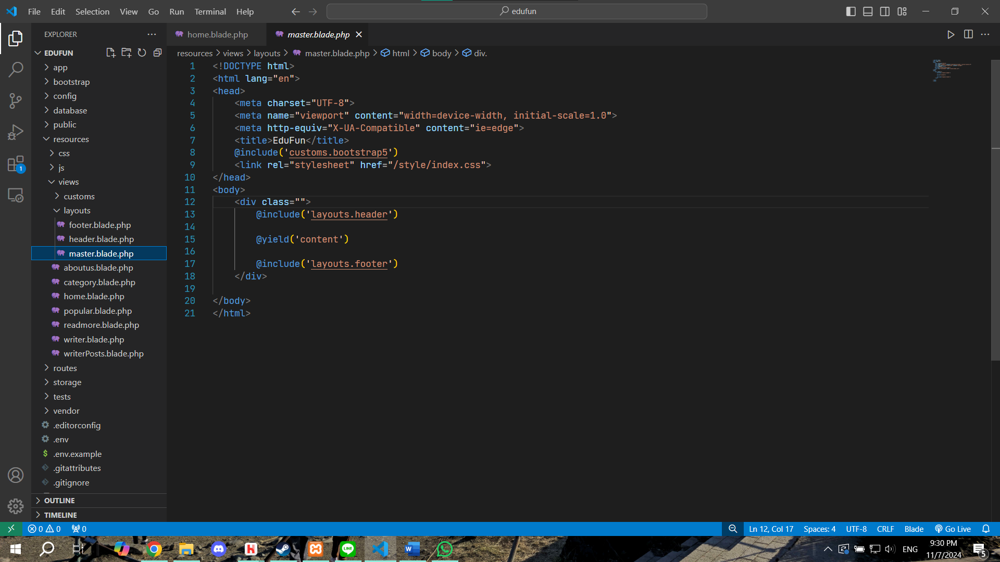 File Edit Selection View Go Run Terminal Help
edufun
EXPLORER
home.blade.php
master.blade.php
EDUFUN
resources > views > layouts > master.blade.php > html > body > div.
app
bootstrap
config
database
public
resources
css
js
views
customs
layouts
footer.blade.php
header.blade.php
master.blade.php
aboutus.blade.php
category.blade.php
home.blade.php
popular.blade.php
readmore.blade.php
writer.blade.php
writerPosts.blade.php
routes
storage
tests
vendor
.editorconfig
.env
.env.example
.gitattributes
.gitignore
OUTLINE
TIMELINE
1 <!DOCTYPE html>
2 <html lang="en">
3 <head>
4 <meta charset="UTF-8">
5 <meta name="viewport" content="width=device-width, initial-scale=1.0">
6 <meta http-equiv="X-UA-Compatible" content="ie=edge">
7 <title>EduFun</title>
8 @include('customs.bootstrap5')
9 <link rel="stylesheet" href="/style/index.css">
10 </head>
11 <body>
12 <div class="">
13 @include('layouts.header')
14
15 @yield('content')
16
17 @include('layouts.footer')
18 </div>
19
20 </body>
21 </html>
1
0 0 0
Ln 12, Col 17 Spaces: 4 UTF-8 CRLF Blade Go Live
LINE
ENG
9:30 PM
11/7/2024
5